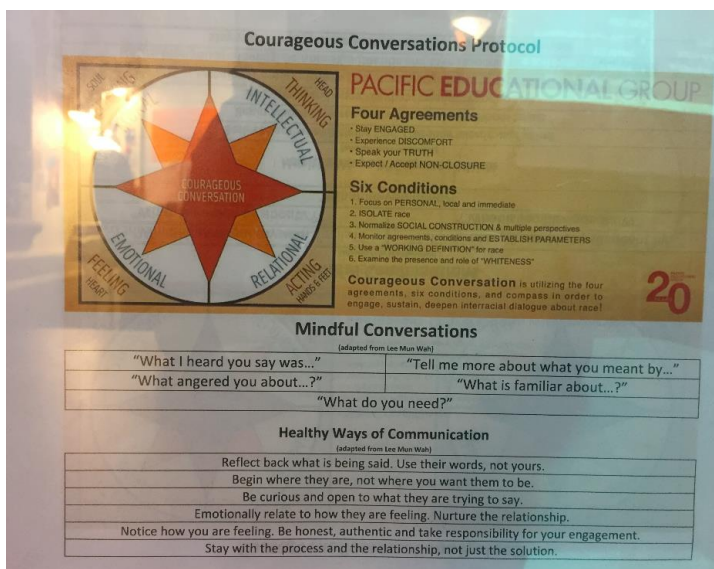 Courageous Conversations Protocol
SOUL
HEAD
THINKING
INTELLECTUAL
COURAGEOUS
CONVERSATION
EMOTIONAL
RELATIONAL
FEELING
HEART
ACTING
HANDS & FEET
PACIFIC EDUCATIONAL GROUP
Four Agreements
• Stay ENGAGED
• Experience DISCOMFORT
• Speak your TRUTH
• Expect / Accept NON-CLOSURE
Six Conditions
1. Focus on PERSONAL, local and immediate
2. ISOLATE race
3. Normalize SOCIAL CONSTRUCTION & multiple perspectives
4. Monitor agreements, conditions and ESTABLISH PARAMETERS
5. Use a "WORKING DEFINITION" for race
6. Examine the presence and role of "WHITENESS"
Courageous Conversation is utilizing the four
agreements, six conditions, and compass in order to
engage, sustain, deepen interracial dialogue about race!
20
Mindful Conversations
(adapted from Lee Mun Wah)
"What I heard you say was..." "Tell me more about what you meant by..."
"What angered you about...?" "What is familiar about...?"
"What do you need?"
Healthy Ways of Communication
(adapted from Lee Mun Wah)
Reflect back what is being said. Use their words, not yours.
Begin where they are, not where you want them to be.
Be curious and open to what they are trying to say.
Emotionally relate to how they are feeling. Nurture the relationship.
Notice how you are feeling. Be honest, authentic and take responsibility for your engagement.
Stay with the process and the relationship, not just the solution.